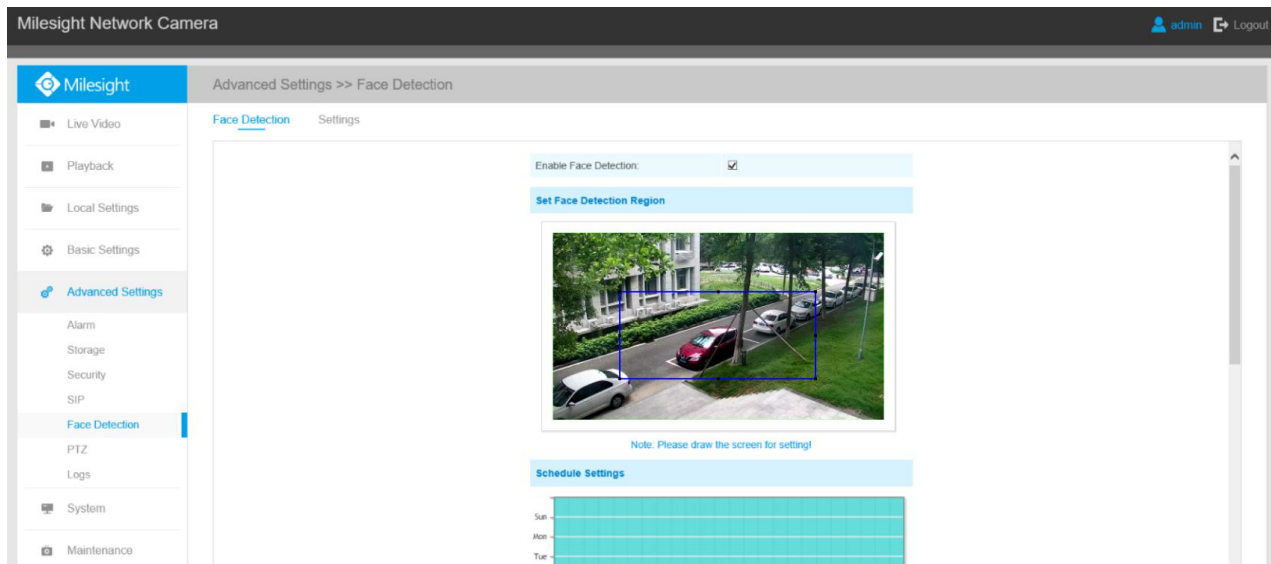 Milesight Network Camera
admin Logout
Milesight
Advanced Settings >> Face Detection
Live Video
Face Detection Settings
Playback
Enable Face Detection:
Local Settings
Set Face Detection Region
Basic Settings
Advanced Settings
Alarm
Storage
Security
SIP
Face Detection
PTZ
Note: Please draw the screen for setting!
Logs
Schedule Settings
System
Sun
Mon
Maintenance
Tue